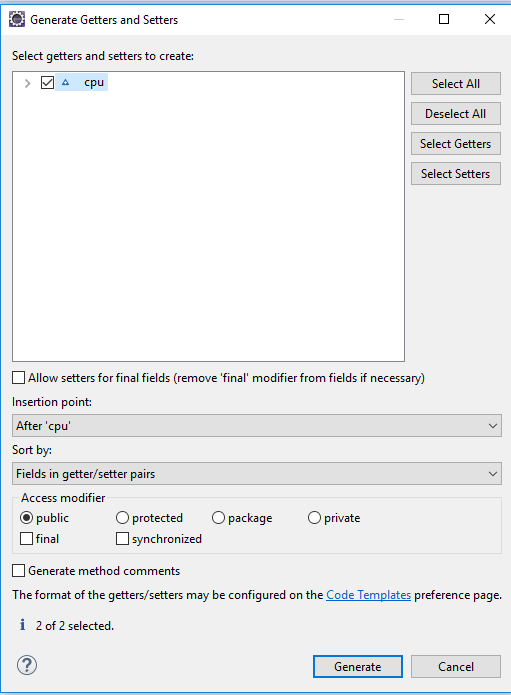 Generate Getters and Setters
Select getters and setters to create:
cpu
Select All
Deselect All
Select Getters
Select Setters
Allow setters for final fields (remove 'final' modifier from fields if necessary)
Insertion point:
After 'cpu'
Sort by:
Fields in getter/setter pairs
Access modifier
public protected package private
final synchronized
Generate method comments
The format of the getters/setters may be configured on the Code Templates preference page.
i 2 of 2 selected.
? Generate Cancel